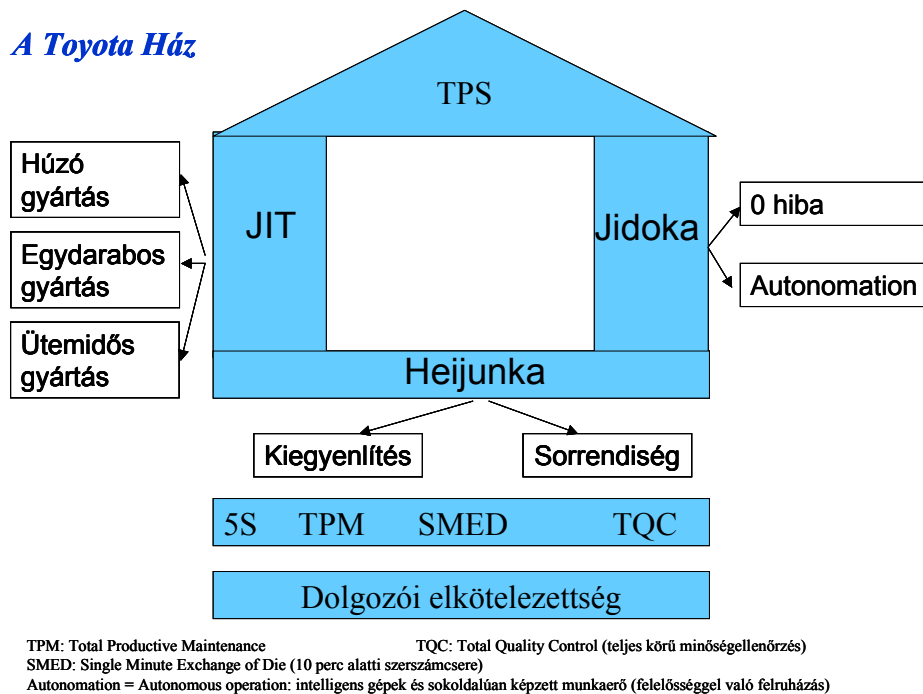 A Toyota Ház
TPS
Húzó
gyártás
Egydarabos
gyártás
Ütemidős
gyártás
JIT
Jidoka
0 hiba
Autonomation
Heijunka
Kiegyenlítés
Sorrendiség
5S TPM SMED TQC
Dolgozói elkötelezettség
TPM: Total Productive Maintenance TQC: Total Quality Control (teljes körű minőségellenőrzés)
SMED: Single Minute Exchange of Die (10 perc alatti szerszámcsere)
Autonomation = Autonomous operation: intelligens gépek és sokoldalúan képzett munkaerő (felelősséggel való felruházás)